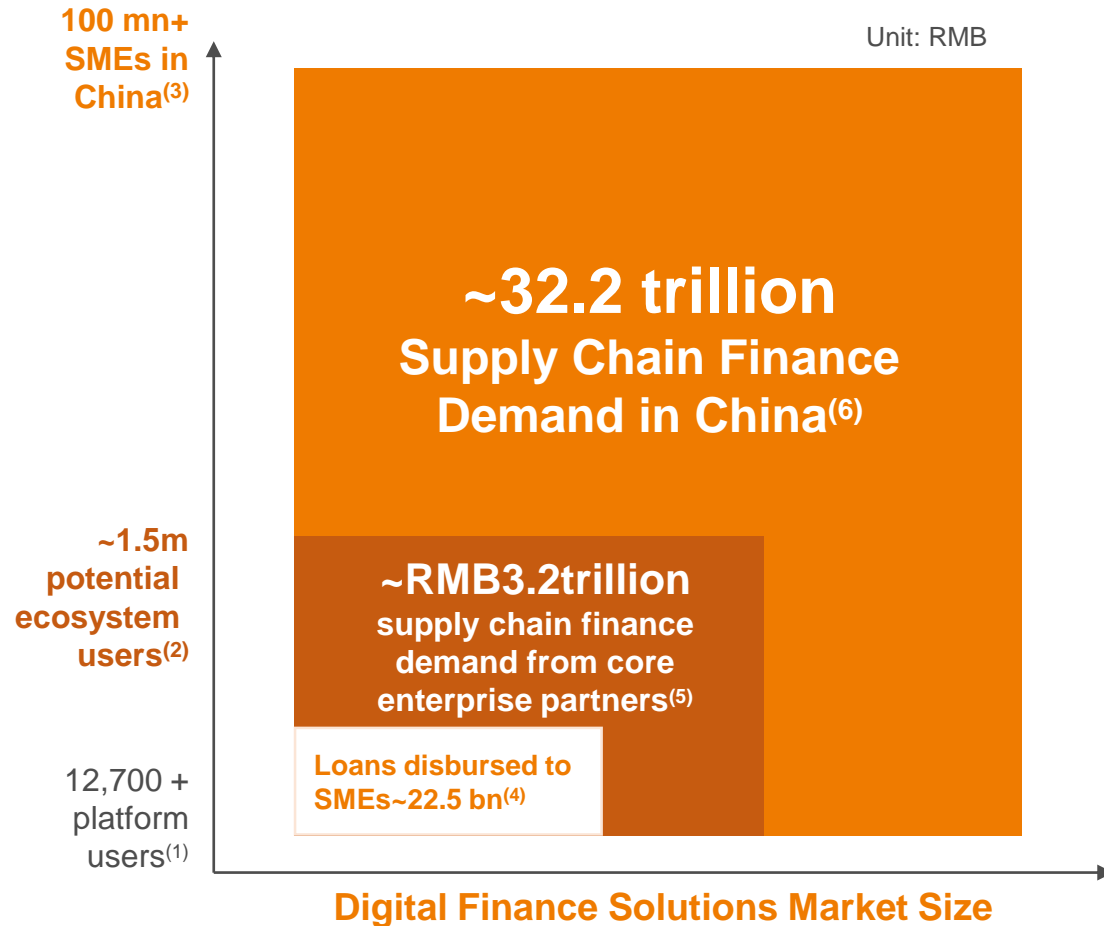 100 mn+
SMEs in
China(3)
Unit: RMB
~32.2 trillion
Supply Chain Finance
Demand in China(6)
~1.5m
potential
ecosystem
users(2)
~RMB3.2trillion
supply chain finance
demand from core
enterprise partners(5)
Loans disbursed to
SMEs~22.5 bn(4)
12,700 +
platform
users(1)
Digital Finance Solutions Market Size